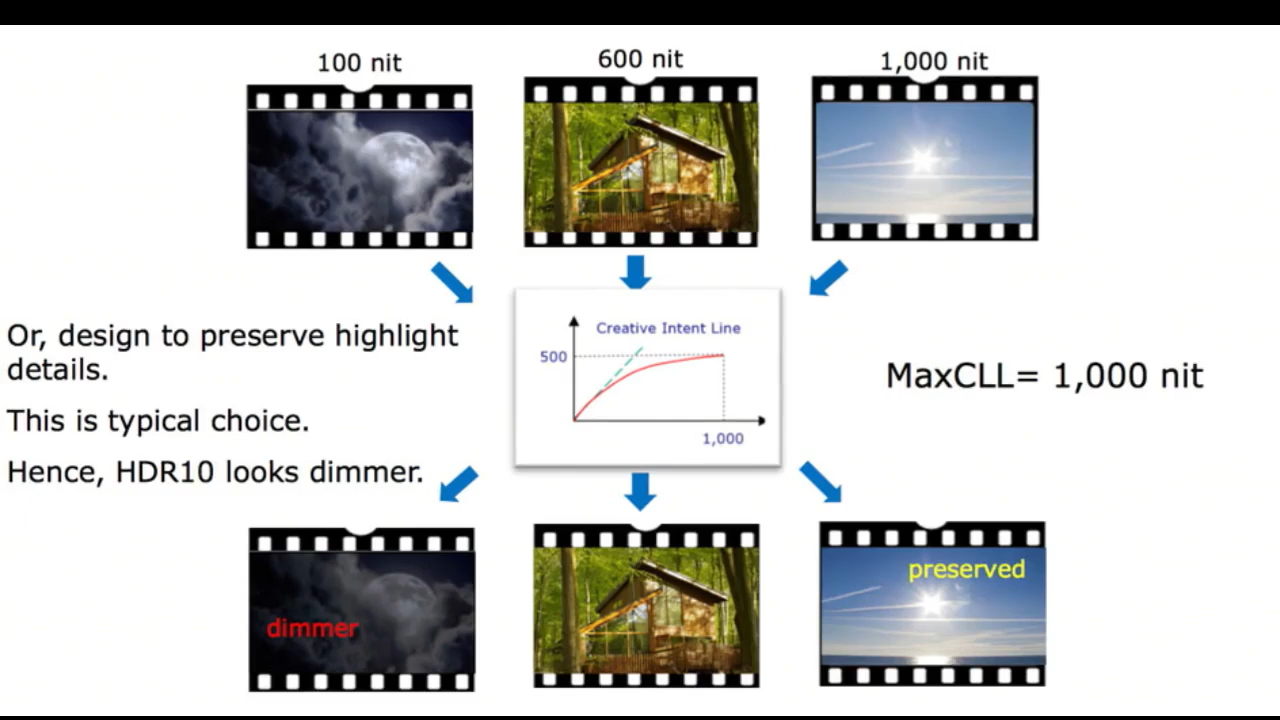 100 nit
600 nit
1,000 nit
Or, design to preserve highlight
details.
This is typical choice.
Hence, HDR10 looks dimmer.
Creative Intent Line
500
1,000
MaxCLL= 1,000 nit
dimmer
preserved